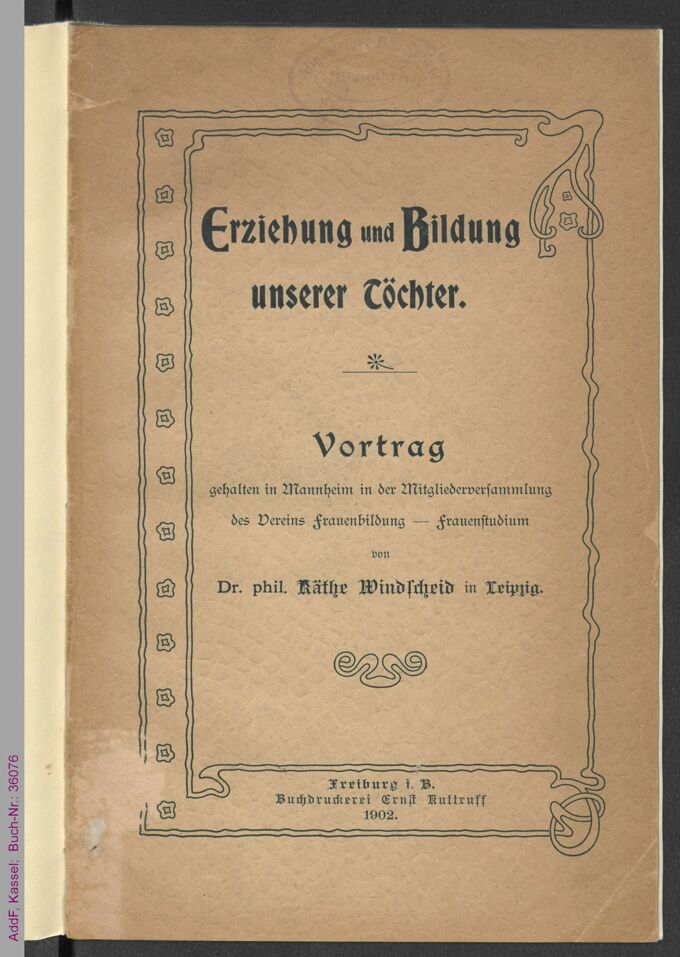 Erziehung und Bildung
unserer Töchter.
Vortrag
gehalten in Mannheim in der Mitgliederversammlung
des Vereins Frauenbildung — Frauenstudium
von
Dr. phil. Käthe Windscheid in Leipzig.
Freiburg i. B.
Buchdruckerei Ernst Kuttruff
1902.
AddF, Kassel; Buch-Nr.: 36076